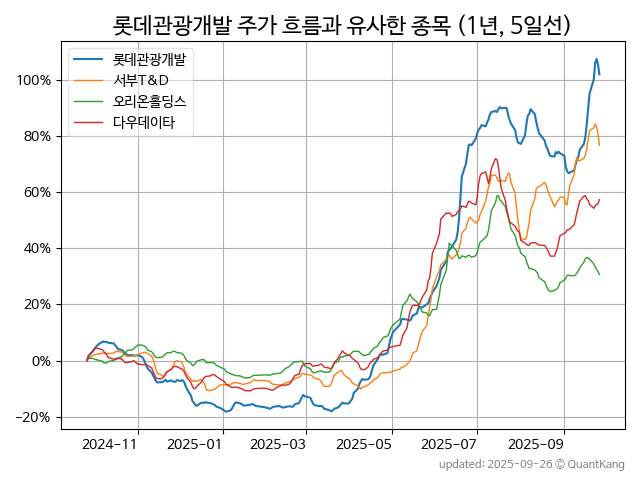 롯데관광개발 주가 흐름과 유사한 종목 (1년, 5일선)
롯데관광개발
서부T&D
오리온홀딩스
다우데이타
100%
80%
60%
40%
20%
0%
−20%
2024-11
2025-01
2025-03
2025-05
2025-07
2025-09
updated: 2025-09-26 © QuantKang